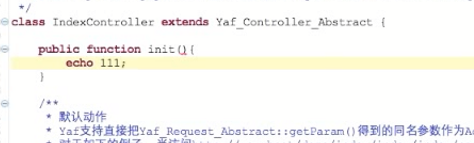 */
class IndexController extends Yaf_Controller_Abstract {
public function init(){
echo 111;
}
/**
* 默认动作
* Yaf支持直接把Yaf_Request_Abstract::getParam()得到的同名参数作为Ac